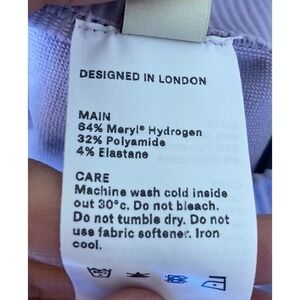 DESIGNED IN LONDON
MAIN
64% Meryl® Hydrogen
32% Polyamide
4% Elastane
CARE
Machine wash cold inside
out 30°c. Do not bleach.
Do not tumble dry. Do not
use fabric softener. Iron
cool.